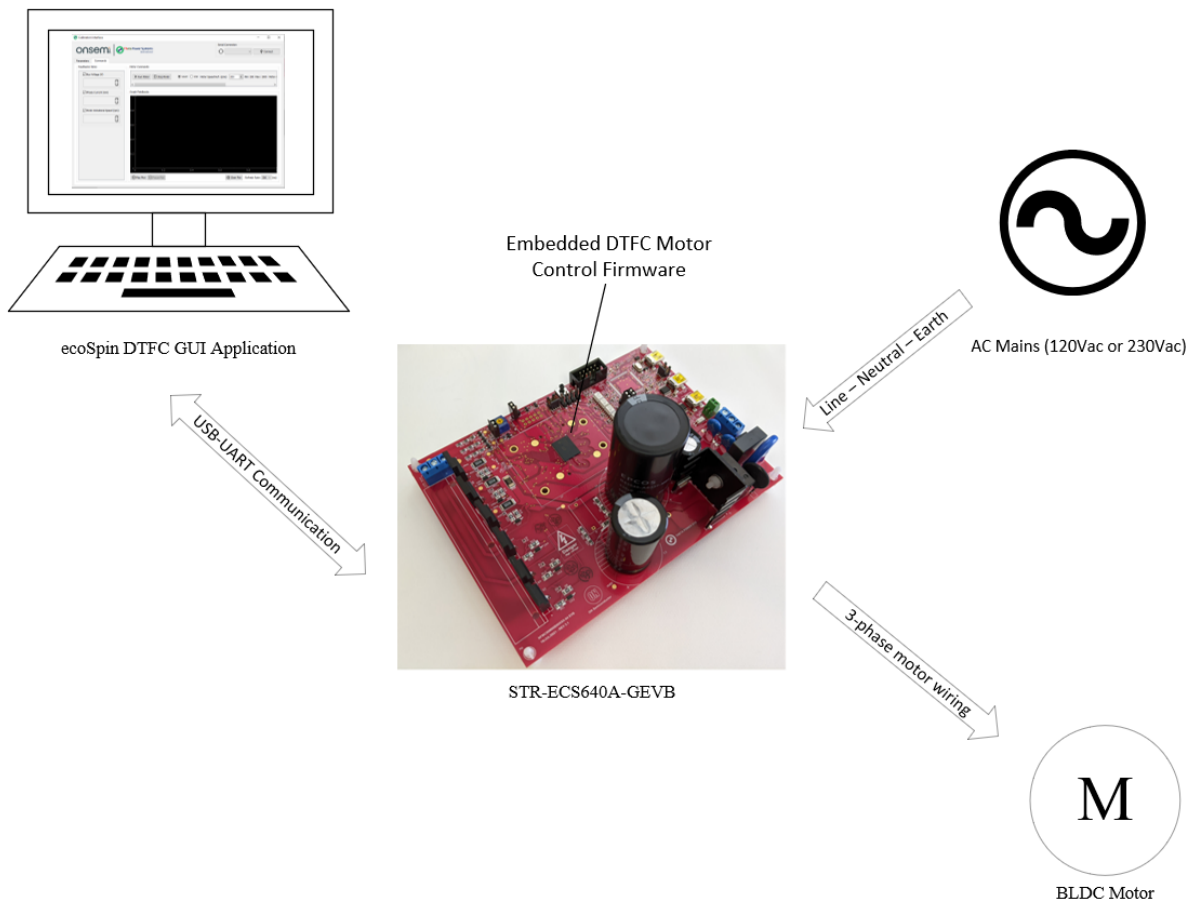 onsemi
ecoSpin DTFC GUI Application
USB-UART Communication
Embedded DTFC Motor
Control Firmware
STR-ECS640A-GEVB
Line – Neutral – Earth
AC Mains (120Vac or 230Vac)
3-phase motor wiring
M
BLDC Motor